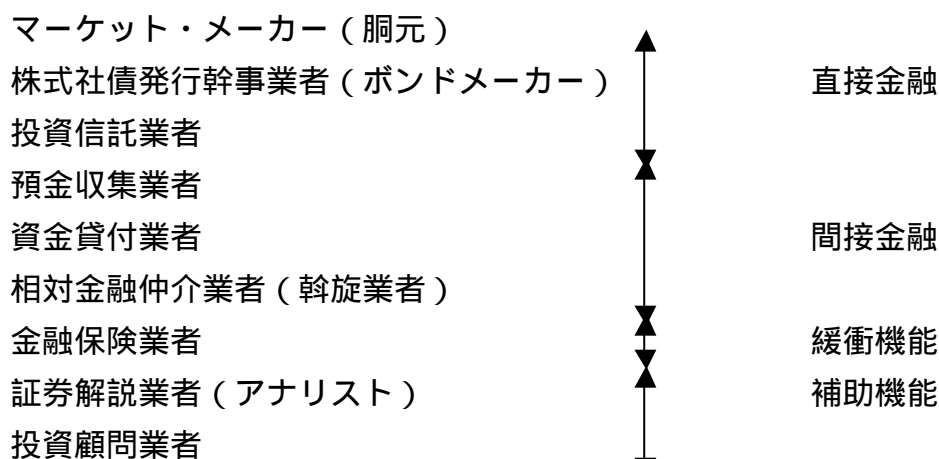 マーケット・メーカー（胴元）
株式社債発行幹事業者（ボンドメーカー） 直接金融
投資信託業者
預金収集業者
資金貸付業者 間接金融
相対金融仲介業者（斡旋業者）
金融保険業者 緩衝機能
証券解説業者（アナリスト） 補助機能
投資顧問業者